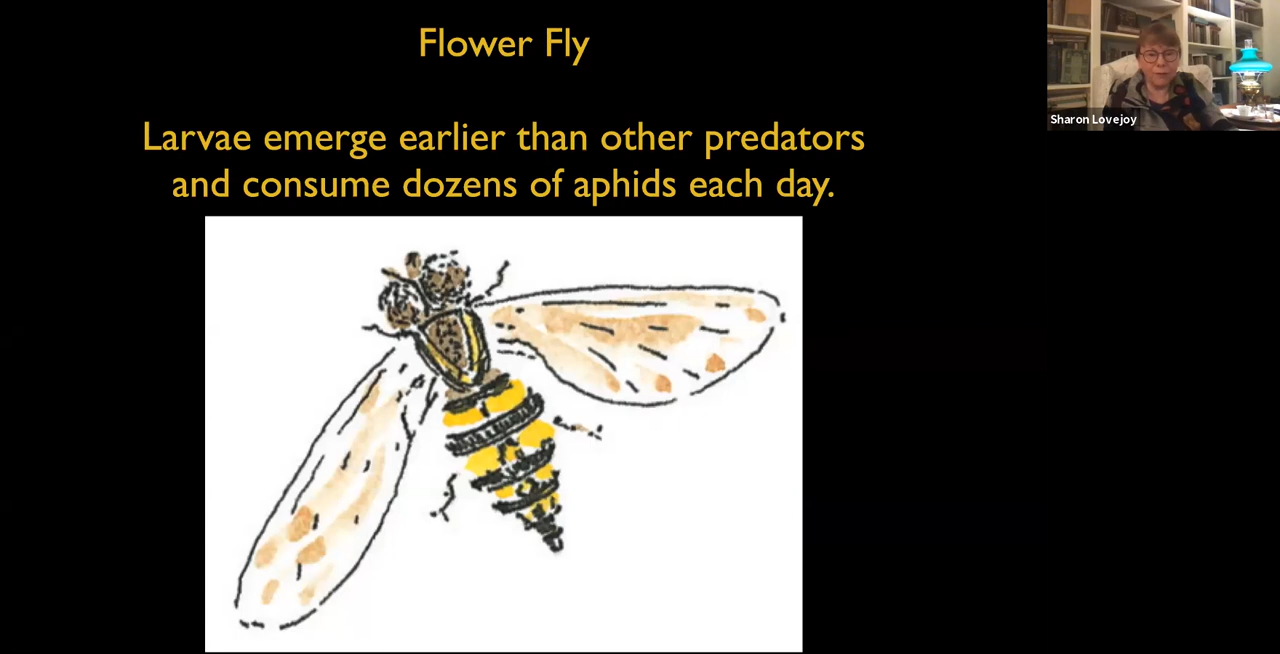 Flower Fly
Larvae emerge earlier than other predators
and consume dozens of aphids each day.
Sharon Lovejoy